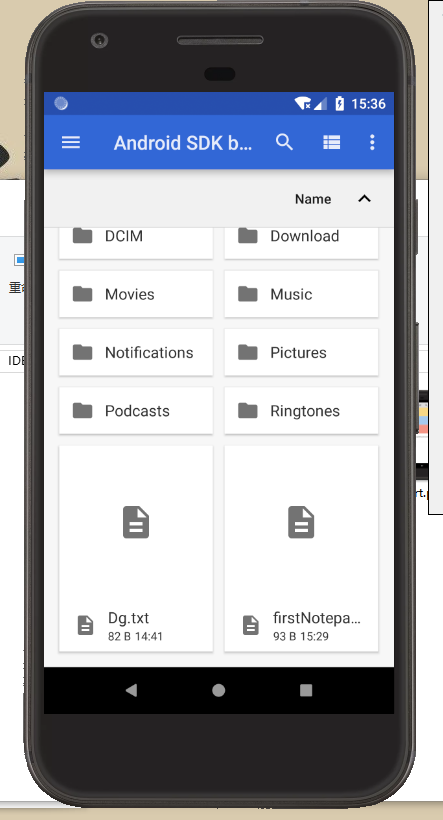 15:36
Android SDK b...
Name
DCIM
Download
Movies
Music
Notifications
Pictures
Podcasts
Ringtones
Dg.txt
82 B 14:41
firstNotepa...
93 B 15:29
重
IDE
rt.p